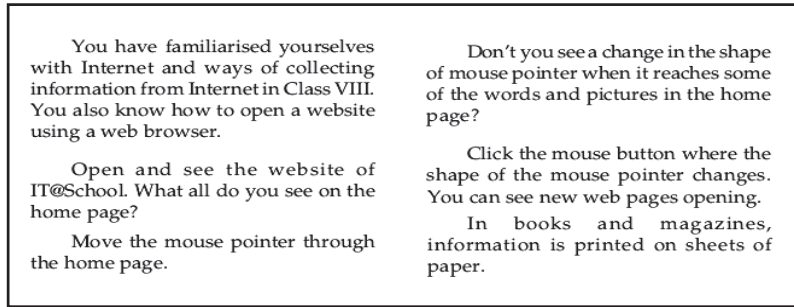 You have familiarised yourselves
with Internet and ways of collecting
information from Internet in Class VIII.
You also know how to open a website
using a web browser.
Open and see the website of
IT@School. What all do you see on the
home page?
Move the mouse pointer through
the home page.
Don't you see a change in the shape
of mouse pointer when it reaches some
of the words and pictures in the home
page?
Click the mouse button where the
shape of the mouse pointer changes.
You can see new web pages opening.
In books and magazines,
information is printed on sheets of
paper.